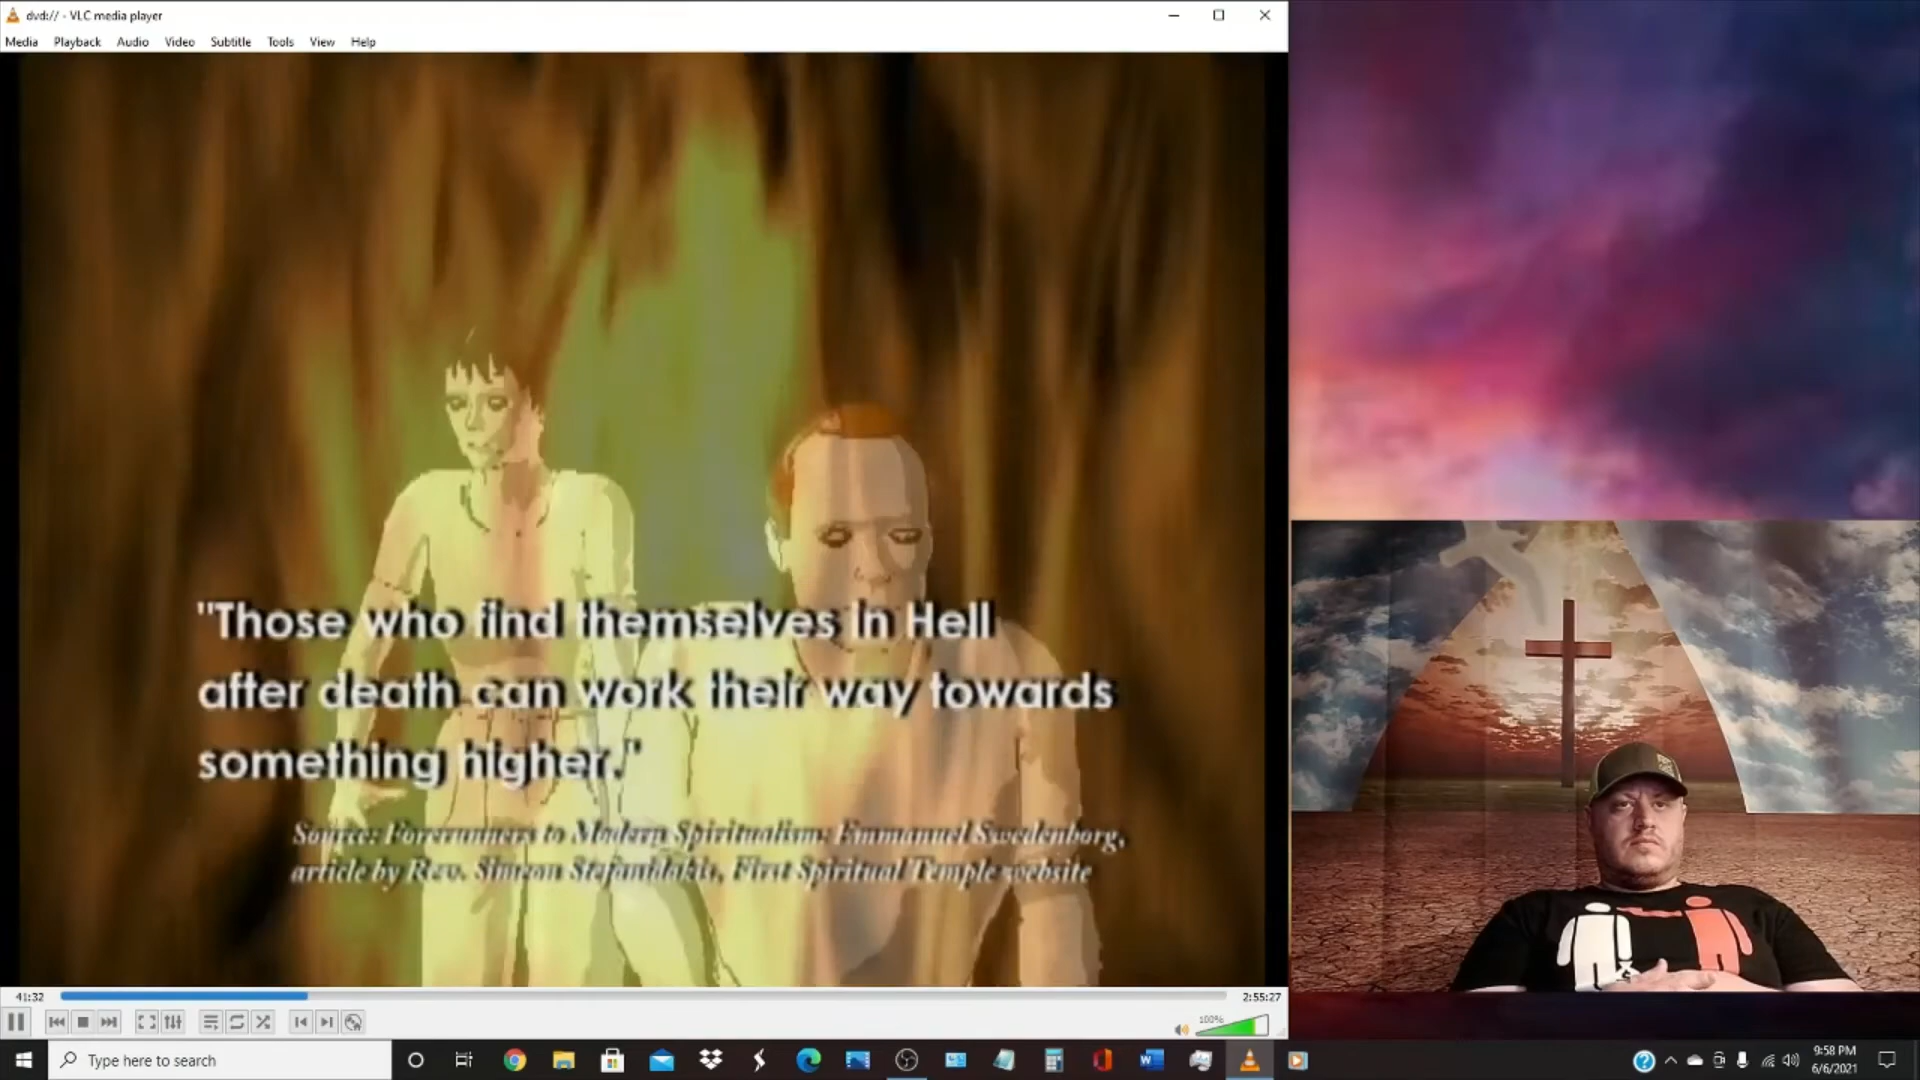 dvd:// - VLC media player
Media Playback Audio Video Subtitle Tools View Help
"Those who find themselves in Hell
after death can work their way towards
something higher."
Source: Forerunners to Modern Spiritualism: Emmanuel Swedenborg,
article by Rev. Simeon Stefanidakis, First Spiritual Temple website
41:32
2:55:27
100%
Type here to search
9:58 PM
6/6/2021